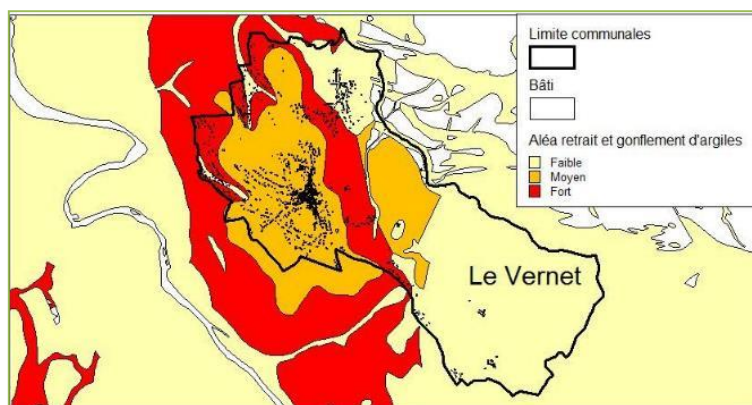 Limite communales
Bâti
Aléa retrait et gonflement d'argiles
Faible
Moyen
Fort
Le Vernet